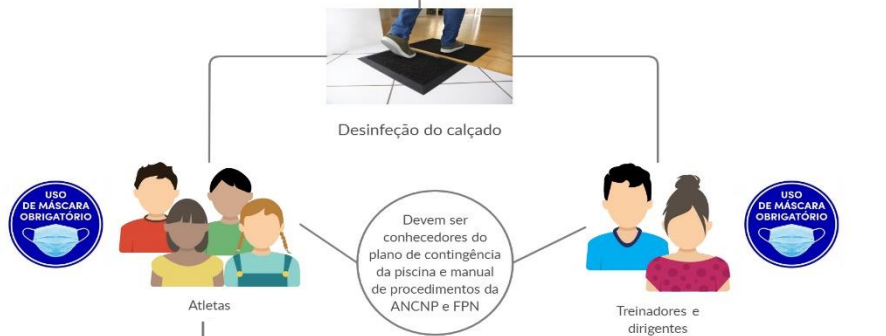 Desinfeção do calçado
USO
DE MÁSCARA
OBRIGATÓRIO
Devem ser
conhecedores do
plano de contingência
da piscina e manual
de procedimentos da
ANCNP e FPN
USO
DE MÁSCARA
OBRIGATÓRIO
Atletas
Treinadores e
dirigentes